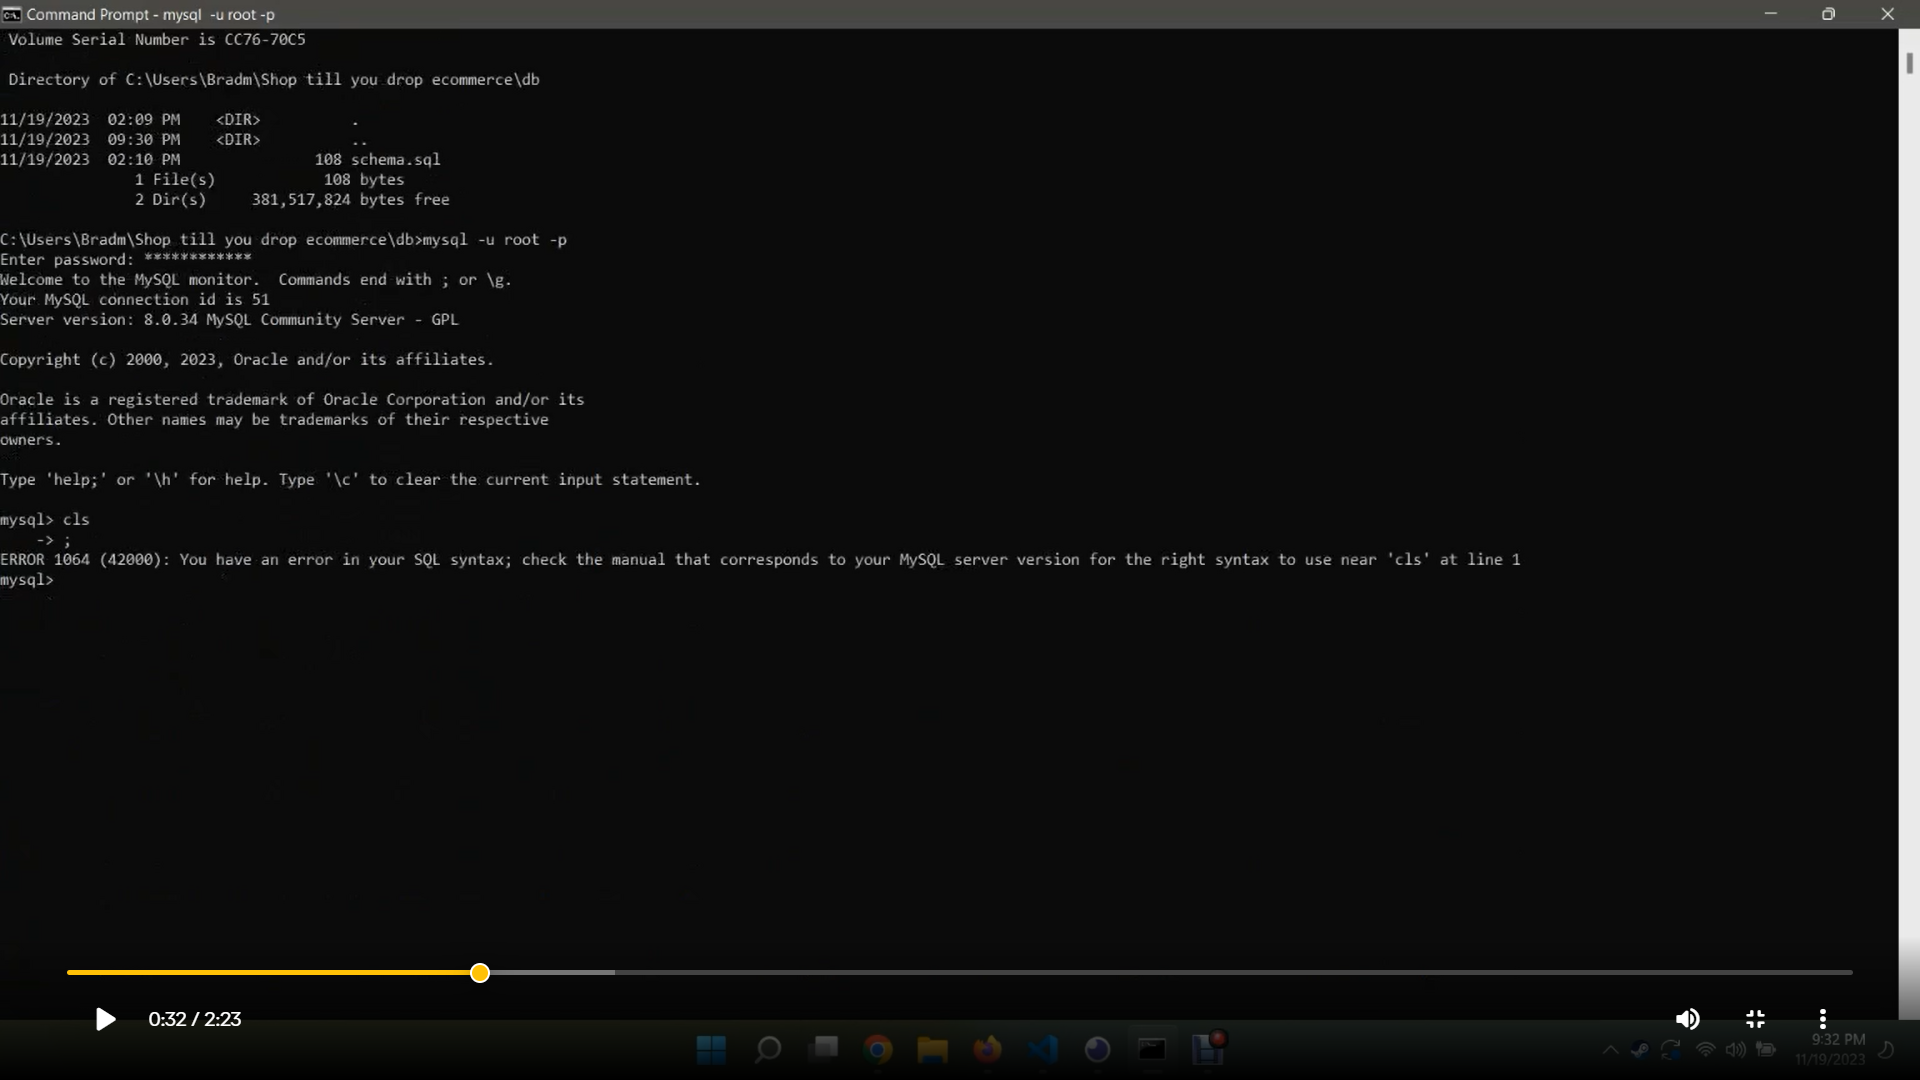 Command Prompt - mysql  -u root -p
Volume Serial Number is CC76-70C5
Directory of C:\Users\Bradm\Shop till you drop ecommerce\db
11/19/2023  02:09 PM    <DIR>          .
11/19/2023  09:30 PM    <DIR>          ..
11/19/2023  02:10 PM               108 schema.sql
1 File(s)            108 bytes
2 Dir(s)     381,517,824 bytes free
C:\Users\Bradm\Shop till you drop ecommerce\db>mysql -u root -p
Enter password: ************
Welcome to the MySQL monitor.  Commands end with ; or \g.
Your MySQL connection id is 51
Server version: 8.0.34 MySQL Community Server - GPL
Copyright (c) 2000, 2023, Oracle and/or its affiliates.
Oracle is a registered trademark of Oracle Corporation and/or its
affiliates. Other names may be trademarks of their respective
owners.
Type 'help;' or '\h' for help. Type '\c' to clear the current input statement.
mysql> cls
    -> ;
ERROR 1064 (42000): You have an error in your SQL syntax; check the manual that corresponds to your MySQL server version for the right syntax to use near 'cls' at line 1
mysql>
0:32 / 2:23
9:32 PM
11/19/2023